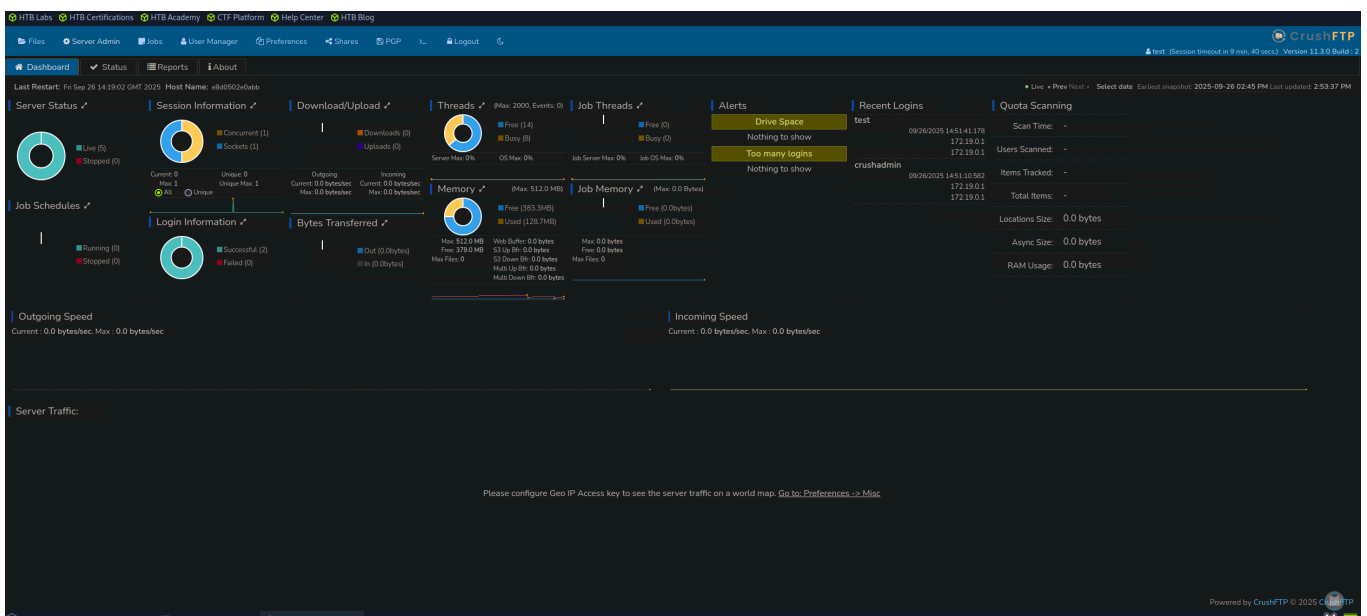 HTB Labs HTB Certifications HTB Academy CTF Platform Help Center HTB Blog
Files Server Admin Jobs User Manager Preferences Shares PGP >_ Logout
CrushFTP
test (Session timeout in 9 min, 40 secs.) Version 11.3.0 Build : 2
Dashboard Status Reports About
Last Restart: Fri Sep 26 14:19:02 GMT 2025 Host Name: e8d0502e0abb
Live « Prev Next » Select date Earliest snapshot: 2025-09-26 02:45 PM Last updated: 2:53:37 PM
Server Status
Live (5)
Stopped (0)
Job Schedules
Running (0)
Stopped (0)
Session Information
Concurrent (1)
Sockets (1)
Current: 0 Unique: 0
Max: 1 Unique Max: 1
All Unique
Login Information
Successful (2)
Failed (0)
Download/Upload
Downloads (0)
Uploads (0)
Outgoing Incoming
Current: 0.0 bytes/sec Current: 0.0 bytes/sec
Max: 0.0 bytes/sec Max: 0.0 bytes/sec
Bytes Transferred
Out (0.0bytes)
In (0.0bytes)
Threads (Max: 2000, Events: 0)
Free (14)
Busy (8)
Server Max: 0% OS Max: 0%
Memory (Max: 512.0 MB)
Free (383.3MB)
Used (128.7MB)
Max: 512.0 MB Web Buffer: 0.0 bytes
Free: 379.0 MB S3 Up Bfr: 0.0 bytes
Max Files: 0 S3 Down Bfr: 0.0 bytes
Multi Up Bfr: 0.0 bytes
Multi Down Bfr: 0.0 bytes
Job Threads
Free (0)
Busy (0)
Job Server Max: 0% Job OS Max: 0%
Job Memory (Max: 0.0 Bytes)
Free (0.0bytes)
Used (0.0bytes)
Max: 0.0 bytes
Free: 0.0 bytes
Max Files: 0
Alerts
Drive Space
Nothing to show
Too many logins
Nothing to show
Recent Logins
test
09/26/2025 14:51:41.178
172.19.0.1
172.19.0.1
crushadmin
09/26/2025 14:51:10.582
172.19.0.1
172.19.0.1
Quota Scanning
Scan Time: -
Users Scanned: -
Items Tracked: -
Total Items: -
Locations Size: 0.0 bytes
Async Size: 0.0 bytes
RAM Usage: 0.0 bytes
Outgoing Speed
Current : 0.0 bytes/sec, Max : 0.0 bytes/sec
Incoming Speed
Current : 0.0 bytes/sec, Max : 0.0 bytes/sec
Server Traffic:
Please configure Geo IP Access key to see the server traffic on a world map. Go to: Preferences -> Misc
Powered by CrushFTP © 2025 CrushFTP